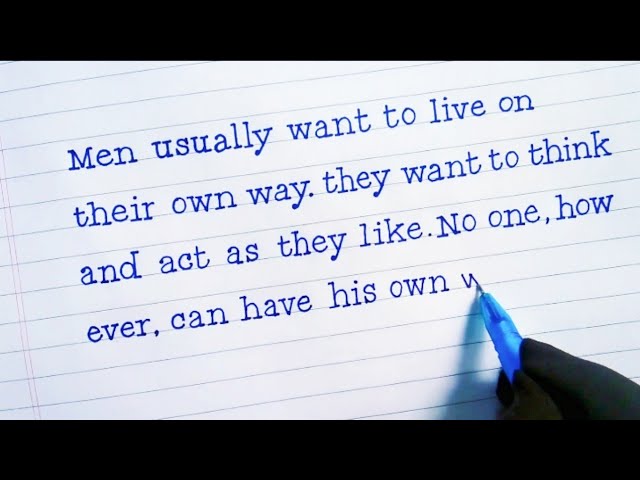 Men usually want to live on
their own way. they want to think
and act as they like. No one, how
ever, can have his own